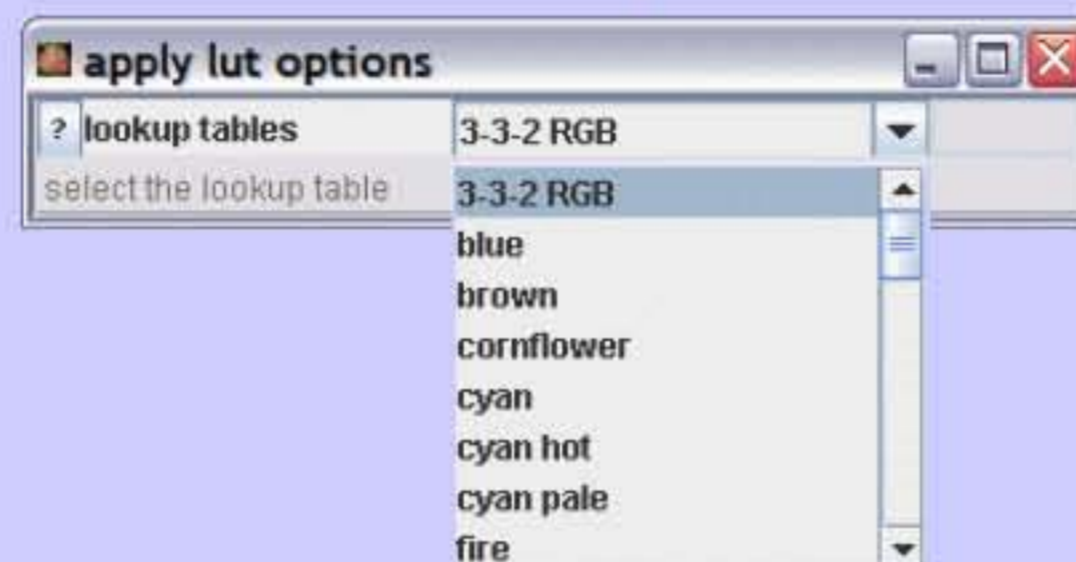 apply lut options
? lookup tables 3-3-2 RGB
select the lookup table
3-3-2 RGB
blue
brown
cornflower
cyan
cyan hot
cyan pale
fire